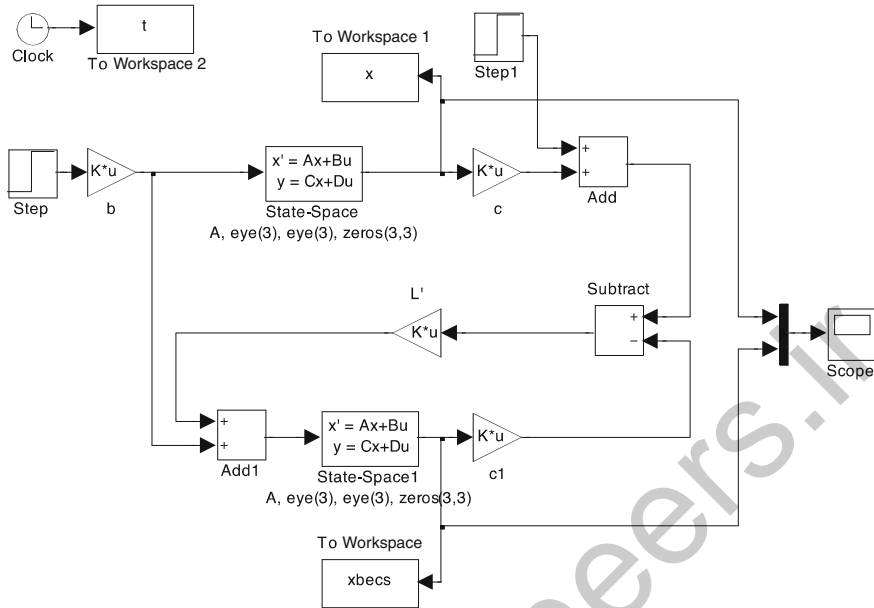 t
Clock
To Workspace 2
To Workspace 1
x
Step1
+
+
Add
K*u
Step
b
x' = Ax+Bu
y = Cx+Du
State-Space
A, eye(3), eye(3), zeros(3,3)
K*u
c
L'
K*u
Subtract
+
−
Scope
+
+
Add1
x' = Ax+Bu
y = Cx+Du
State-Space1
A, eye(3), eye(3), zeros(3,3)
K*u
c1
To Workspace
xbecs
eers.ir